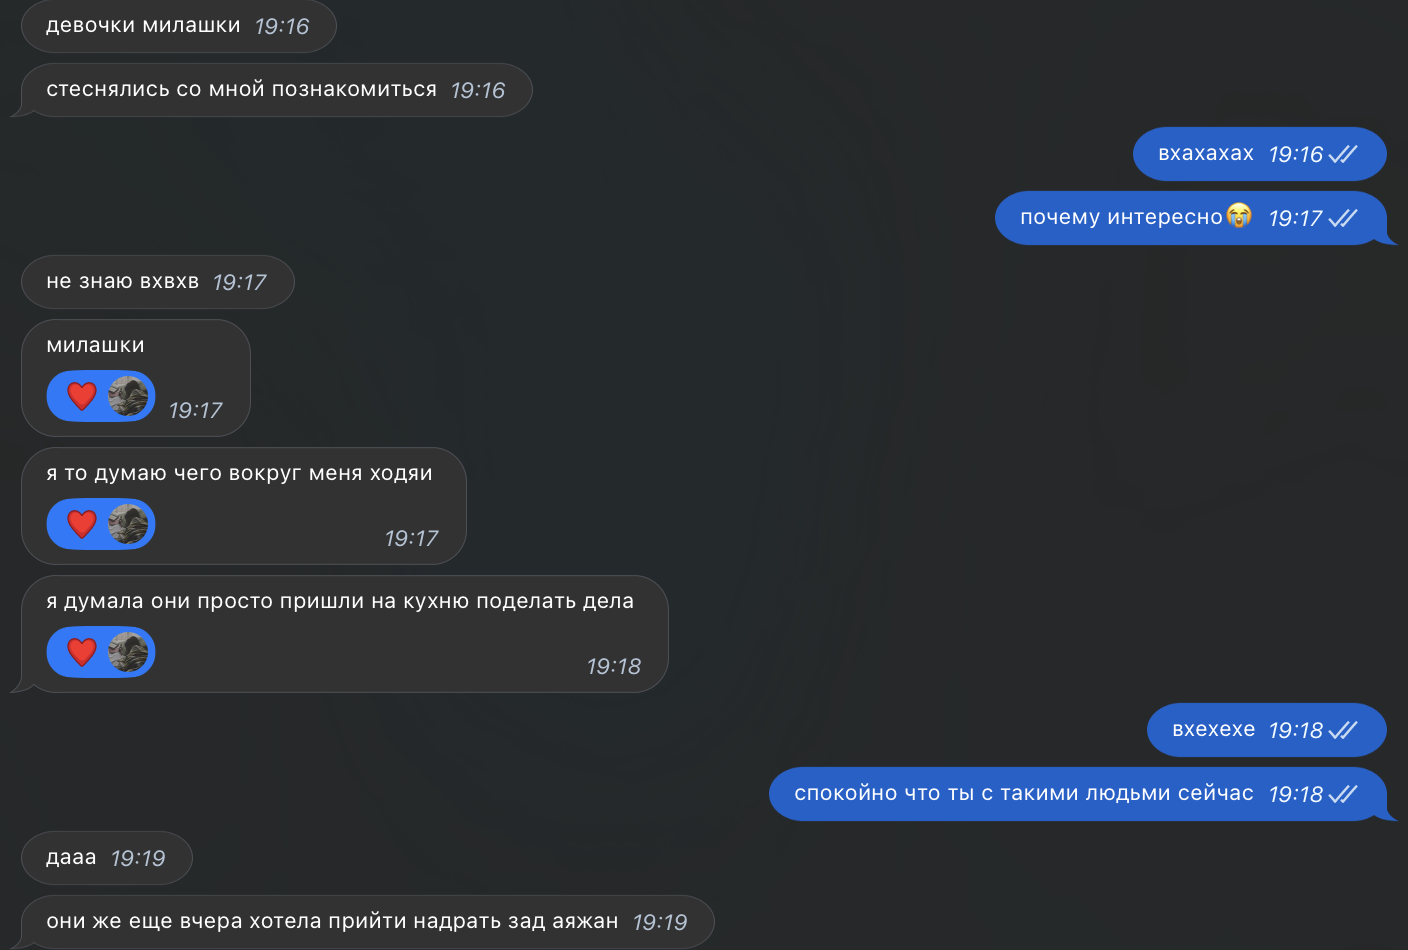 девочки милашки 19:16
стеснялись со мной познакомиться 19:16
вхахахах 19:16
почему интересно😭 19:17
не знаю вхвхв 19:17
милашки
19:17
я то думаю чего вокруг меня ходяи
19:17
я думала они просто пришли на кухню поделать дела
19:18
вхехехе 19:18
спокойно что ты с такими людьми сейчас 19:18
дааа 19:19
они же еще вчера хотела прийти надрать зад аяжан 19:19